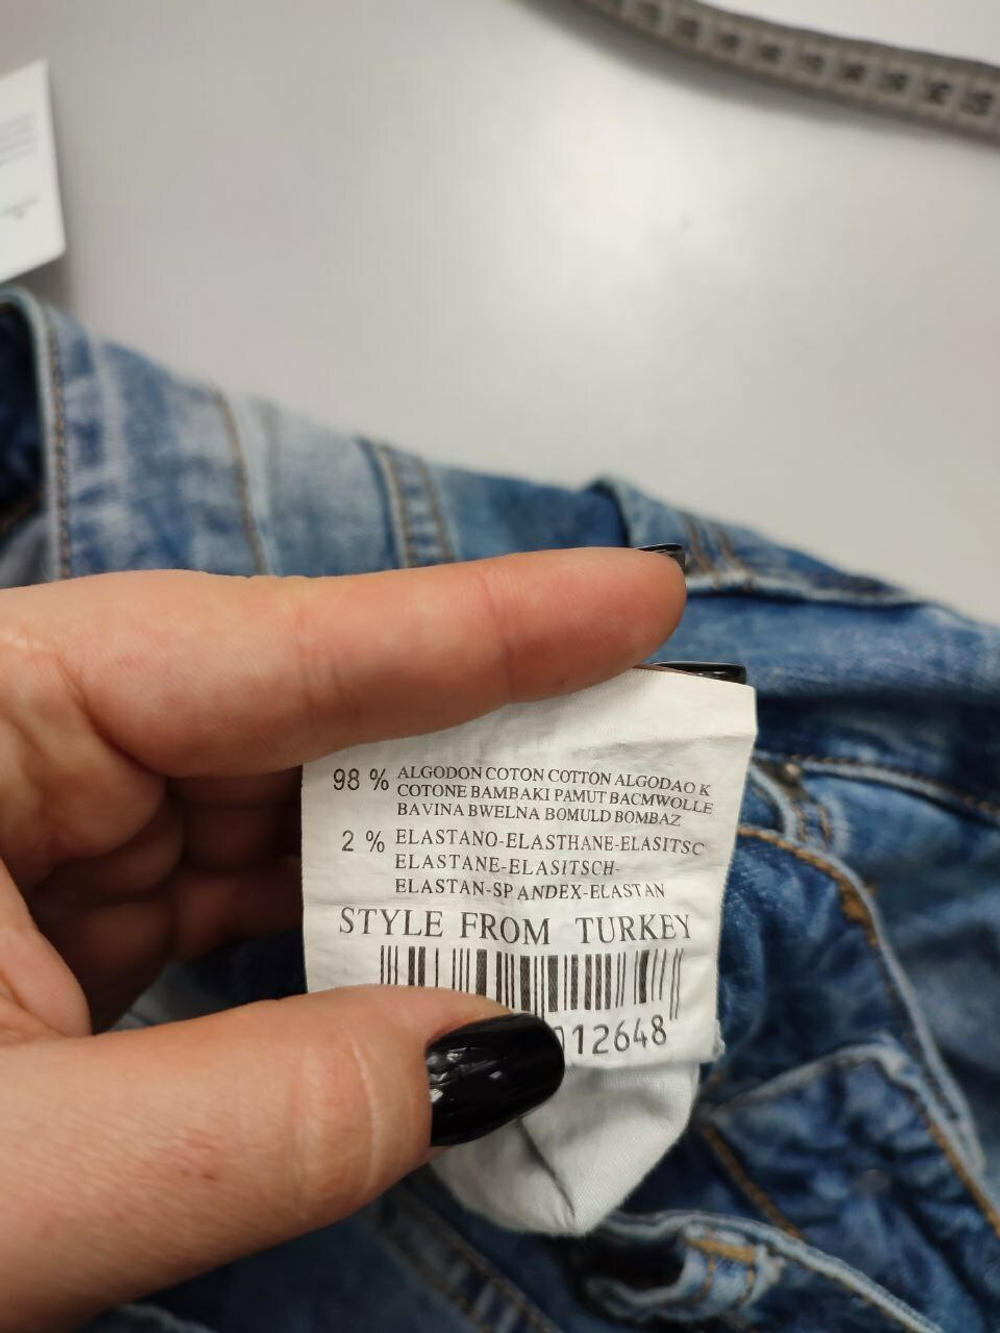 98 % ALGODON COTON COTTON ALGODAO K
COTONE BAMBAKI PAMUT BACMWOLLE
BAVINA BWELNA BOMULD BOMBAZ
2 % ELASTANO-ELASTHANE-ELASITSC
ELASTANE-ELASITSCH-
ELASTAN-SPANDEX-ELASTAN
STYLE FROM TURKEY
12648